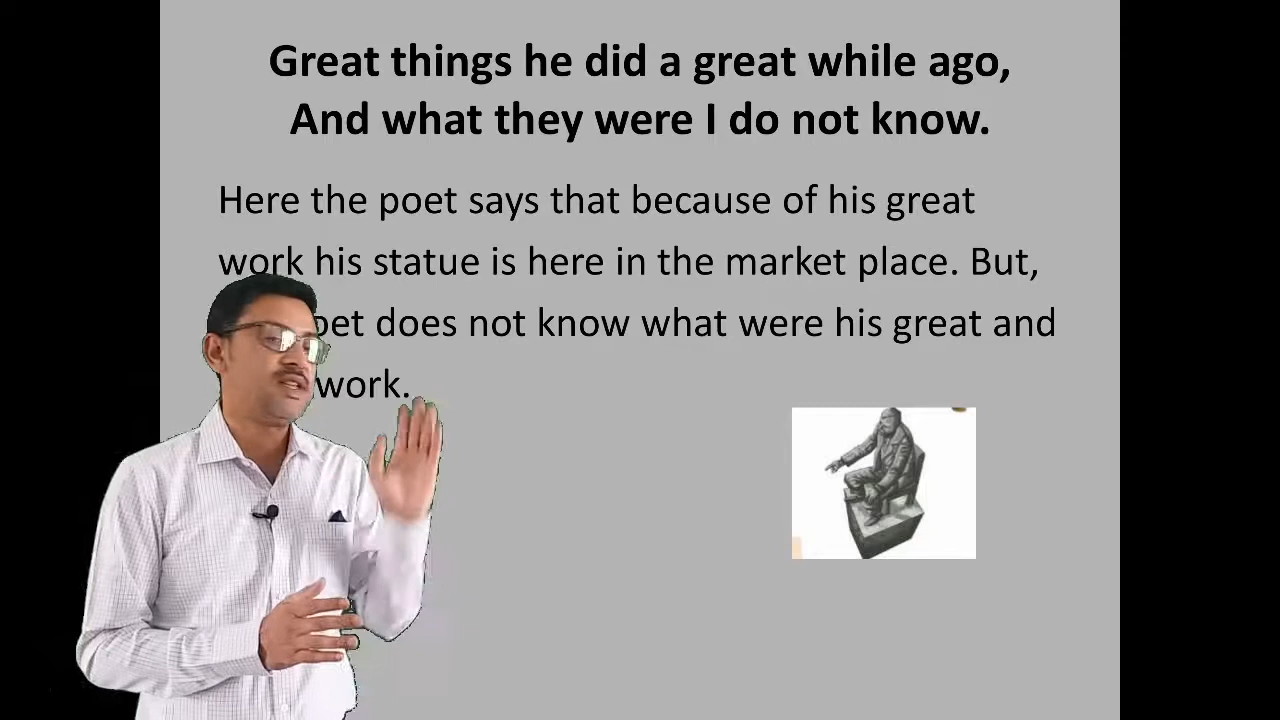 Great things he did a great while ago,
And what they were I do not know.
Here the poet says that because of his great
work his statue is here in the market place. But,
does not know what were his great and
work.